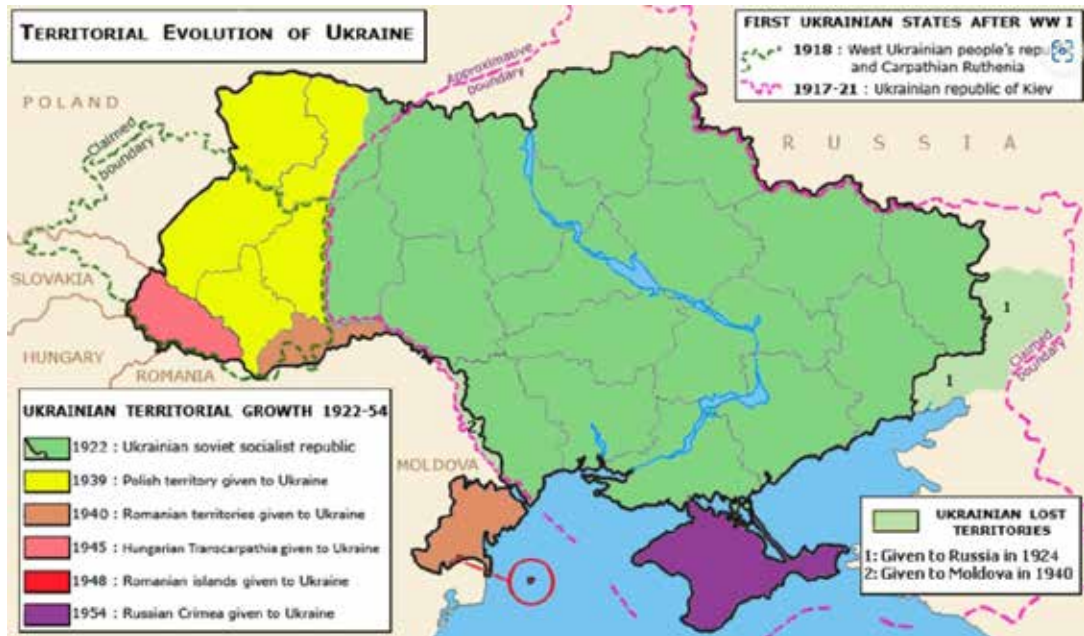 TERRITORIAL EVOLUTION OF UKRAINE
FIRST UKRAINIAN STATES AFTER WW I
1918 : West Ukrainian people's
and Carpathian Ruthenia
1917-21 : Ukrainian republic of Kiev
Approximative
boundary
POLAND
Claimed
boundary
RUSSIA
SLOVAKIA
HUNGARY
ROMANIA
MOLDOVA
1
1
Claimed
boundary
2
UKRAINIAN TERRITORIAL GROWTH 1922-54
1922 : Ukrainian soviet socialist republic
1939 : Polish territory given to Ukraine
1940 : Romanian territories given to Ukraine
1945 : Hungarian Transcarpathia given to Ukraine
1948 : Romanian islands given to Ukraine
1954 : Russian Crimea given to Ukraine
UKRAINIAN LOST
TERRITORIES
1: Given to Russia in 1924
2: Given to Moldova in 1940